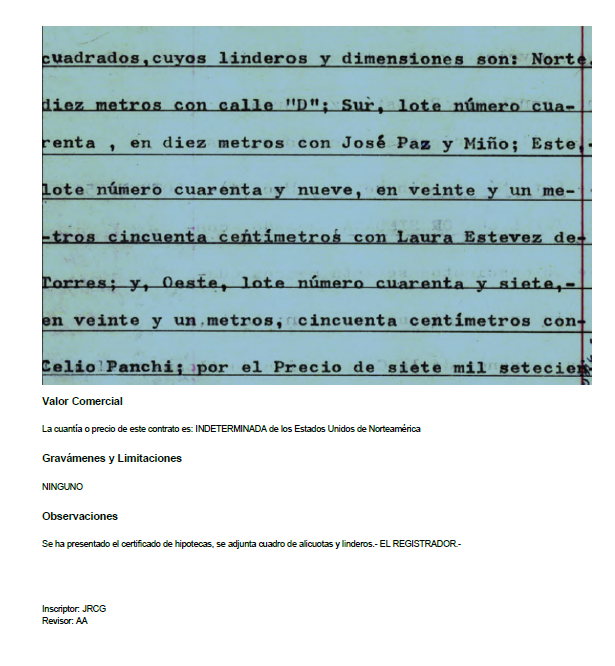 cuadrados,cuyos linderos y dimensiones son: Norte,
diez metros con calle "D"; Sur, lote número cua-
renta , en diez metros con José Paz y Miño; Este,-
lote número cuarenta y nueve, en veinte y un me-
-tros cincuenta centímetros con Laura Estevez de-
Torres; y, Oeste, lote número cuarenta y siete,-
en veinte y un metros, cincuenta centímetros con-
Celio Panchi; por el Precio de siéte mil setecien
Valor Comercial
La cuantía o precio de este contrato es: INDETERMINADA de los Estados Unidos de Norteamérica
Gravámenes y Limitaciones
NINGUNO
Observaciones
Se ha presentado el certificado de hipotecas, se adjunta cuadro de alicuotas y linderos.- EL REGISTRADOR.-
Inscriptor: JRCG
Revisor: AA